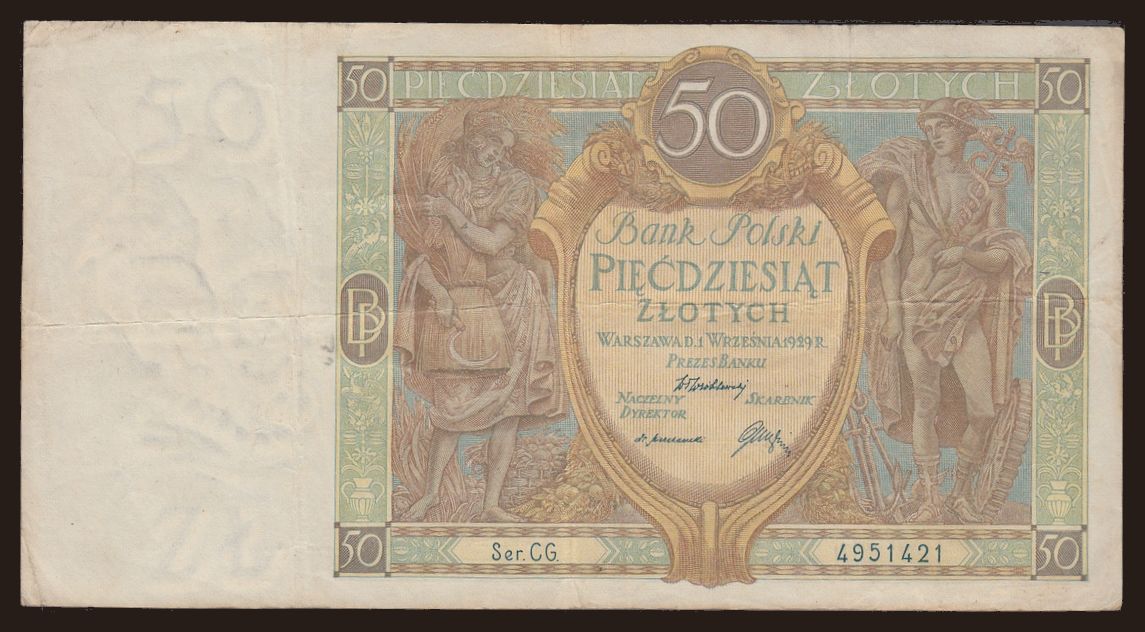 50 PIĘĆDZIESIĄT 50 ZŁOTYCH 50
Bank Polski
PIĘĆDZIESIĄT
ZŁOTYCH
WARSZAWA D. 1 WRZEŚNIA 1929 R.
PREZES BANKU
NACZELNY SKARBNIK
DYREKTOR
BP BP
50 Ser. CG. 4951421 50